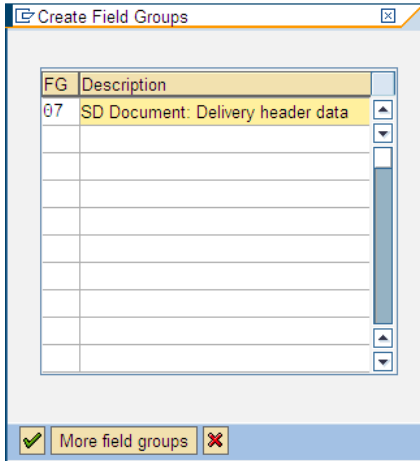 Create Field Groups
FG Description
07 SD Document: Delivery header data
More field groups